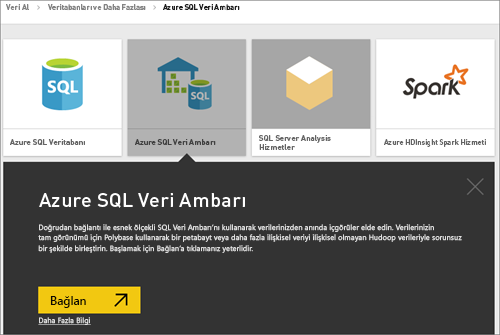 Veri Al > Veritabanları ve Daha Fazlası > Azure SQL Veri Ambarı
SQL
SQL
Spark
Azure SQL Veritabanı
Azure SQL Veri Ambarı
SQL Server Analysis
Hizmetler
Azure HDInsight Spark Hizmeti
Azure SQL Veri Ambarı
Doğrudan bağlantı ile esnek ölçekli SQL Veri Ambarı'nı kullanarak verilerinizden anında içgörüler elde edin. Verilerinizin
tam görünümü için Polybase kullanarak bir petabayt veya daha fazla ilişkisel veriyi ilişkisel olmayan Hudoop verileriyle sorunsuz
bir şekilde birleştirin. Başlamak için Bağlan'a tıklamanız yeterlidir.
Bağlan
Daha Fazla Bilgi